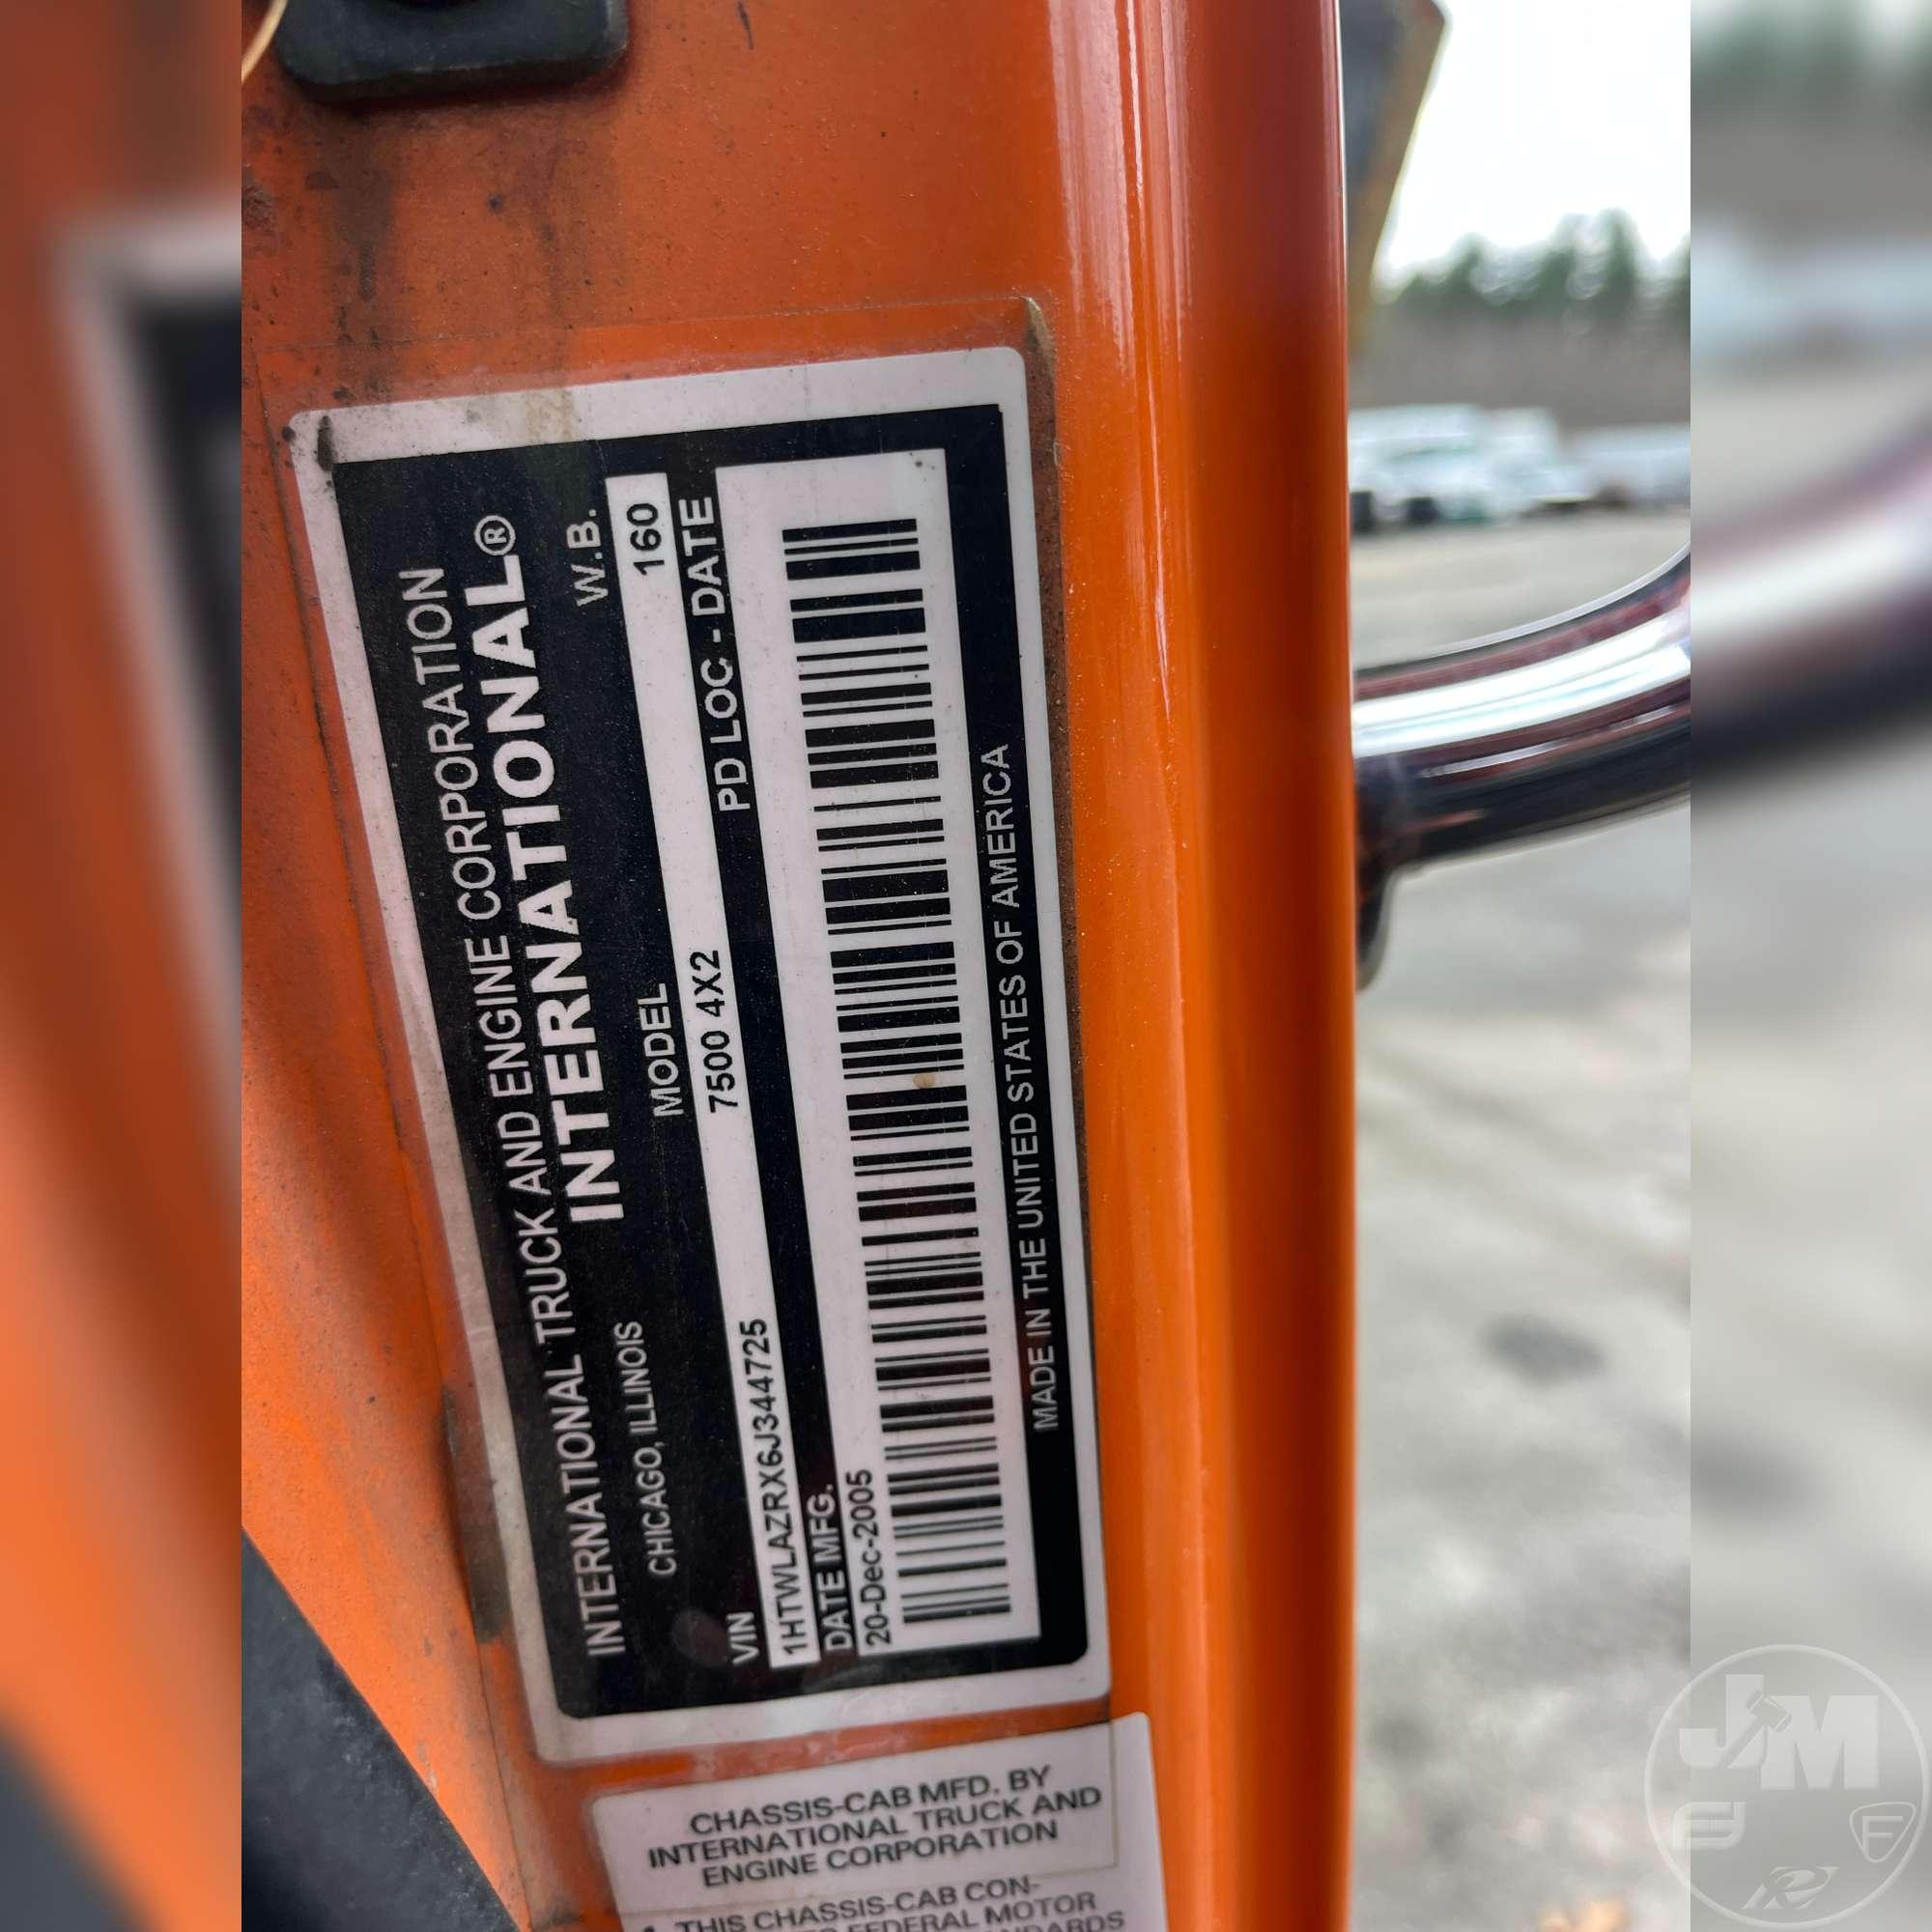 INTERNATIONAL TRUCK AND ENGINE CORPORATION
CHICAGO, ILLINOIS
INTERNATIONAL®
VIN
MODEL
W.B.
1HTWLAZRX6J344725
7500 4X2
160
DATE MFG.
PD LOC - DATE
20-Dec-2005
MADE IN THE UNITED STATES OF AMERICA
CHASSIS-CAB MFD. BY
INTERNATIONAL TRUCK AND
ENGINE CORPORATION
THIS CHASSIS-CAB CON-
FEDERAL MOTOR
JM